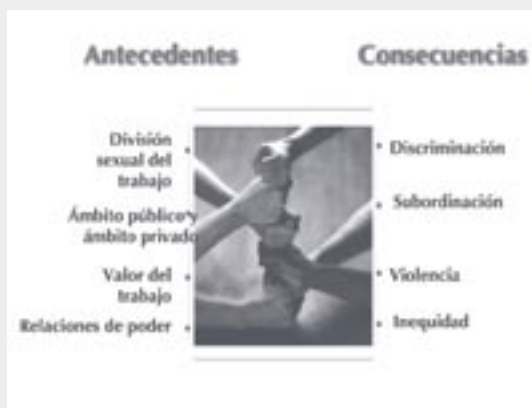 Antecedentes
Consecuencias
División
sexual del
trabajo
Ámbito público y
ámbito privado
Valor del
trabajo
Relaciones de poder
Discriminación
Subordinación
Violencia
Inequidad